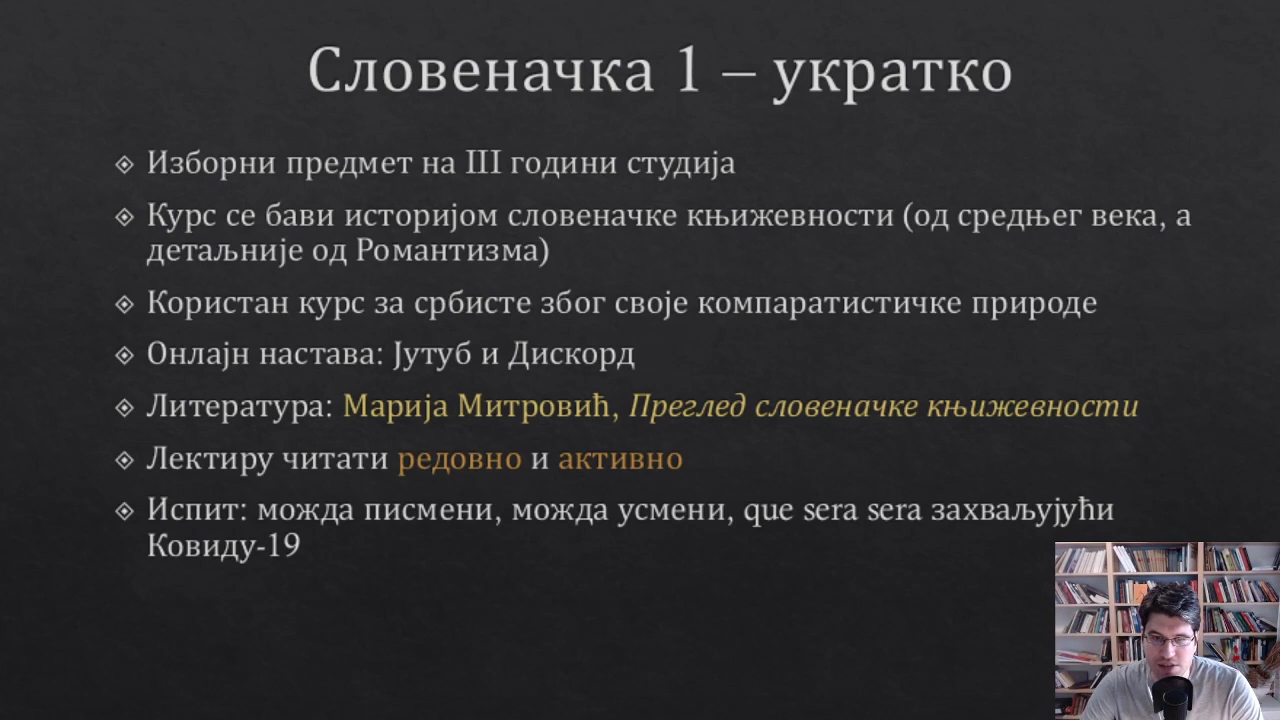 Словеначка 1 – укратко
Изборни предмет на III години студија
Курс се бави историјом словеначке књижевности (од средњег века, а
детаљније од Романтизма)
Користан курс за србисте због своје компаратистичке природе
Онлајн настава: Јутуб и Дискорд
Литература: Марија Митровић, Преглед словеначке књижевности
Лектиру читати редовно и активно
Испит: можда писмени, можда усмени, que sera sera захваљујући
Ковиду-19